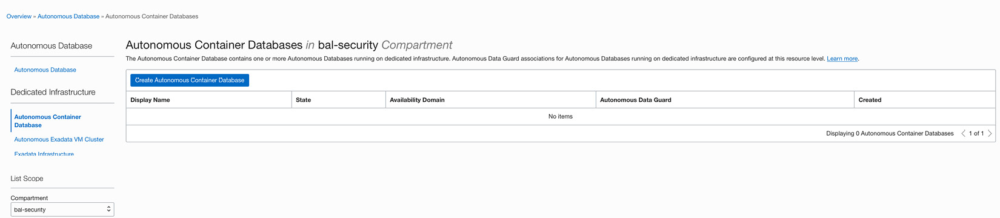 Overview » Autonomous Database » Autonomous Container Databases
Autonomous Database
Autonomous Database
Dedicated Infrastructure
Autonomous Container
Database
Autonomous Exadata VM Cluster
Exadata Infrastructure
List Scope
Compartment
bal-security
Autonomous Container Databases in bal-security Compartment
The Autonomous Container Database contains one or more Autonomous Databases running on dedicated infrastructure. Autonomous Data Guard associations for Autonomous Databases running on dedicated infrastructure are configured at this resource level. Learn more.
Create Autonomous Container Database
Display Name State Availability Domain Autonomous Data Guard Created
No items
Displaying 0 Autonomous Container Databases 1 of 1